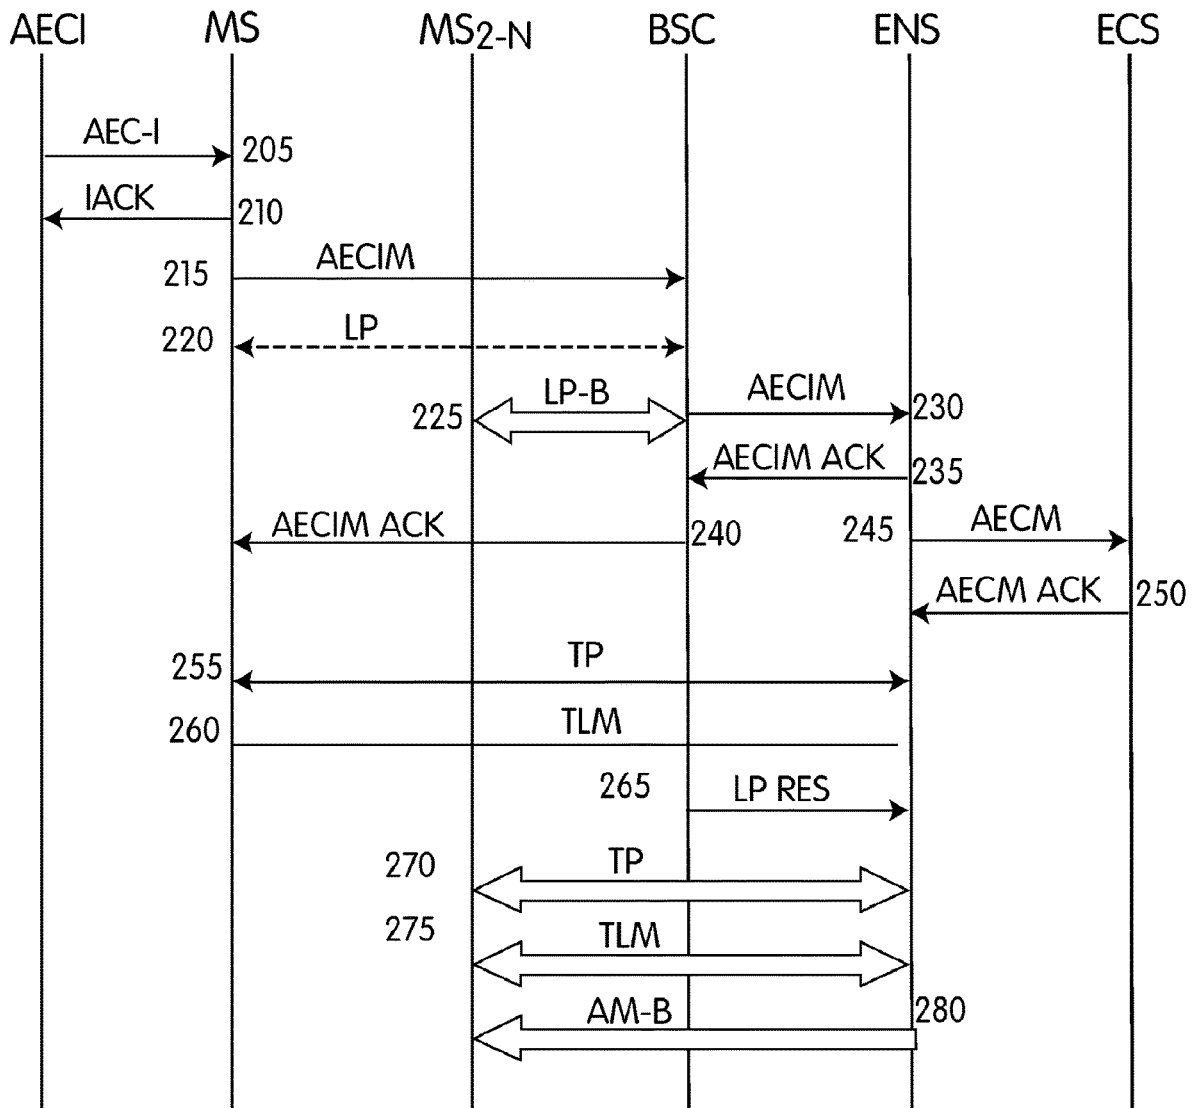 AECI MS MS2-N BSC ENS ECS
AEC-I 205
IACK 210
215 AECIM
220 LP
225 LP-B AECIM 230
AECIM ACK 235
AECIM ACK 240 245 AECM
AECM ACK 250
255 TP
260 TLM
265 LP RES
270 TP
275 TLM
AM-B 280